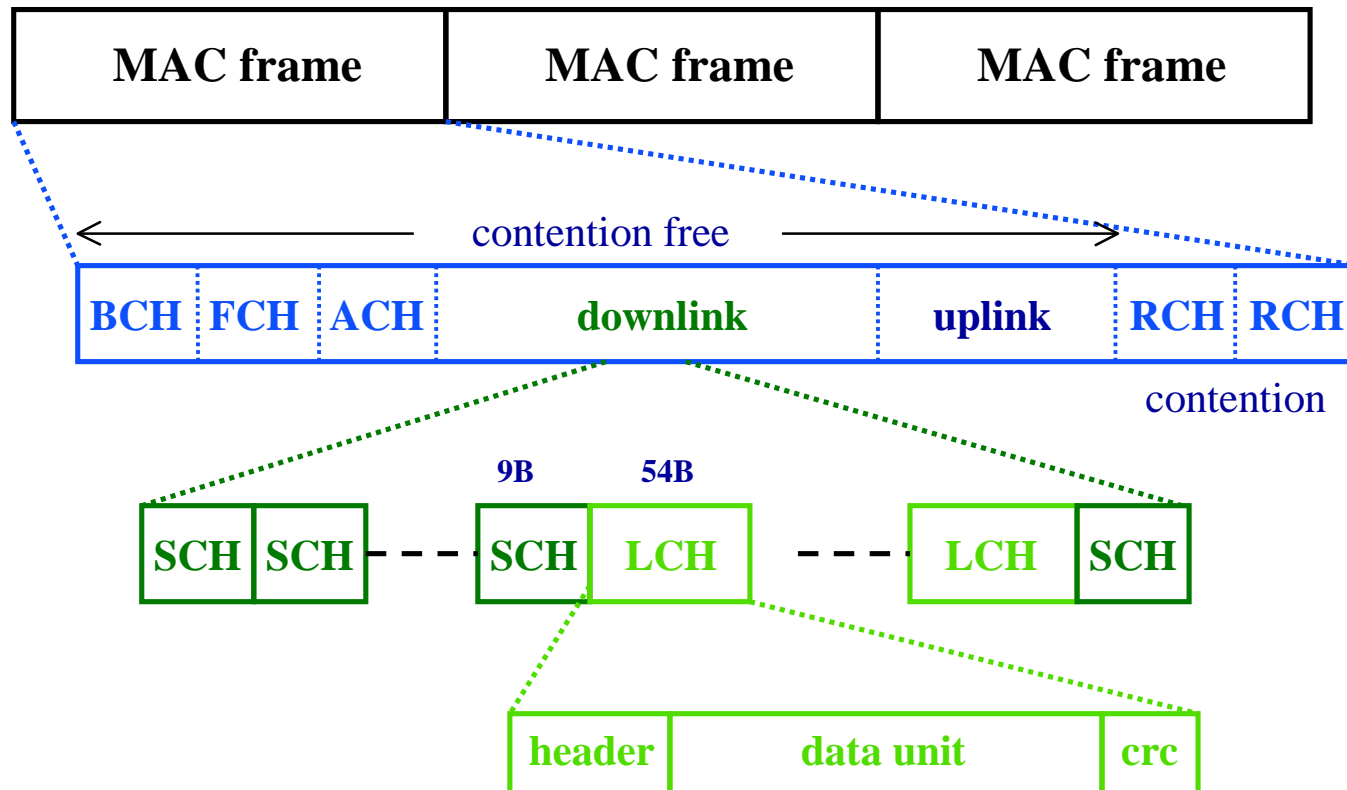 MAC frame MAC frame MAC frame
contention free
BCH FCH ACH downlink uplink RCH RCH
contention
9B 54B
SCH SCH SCH LCH LCH SCH
header data unit crc